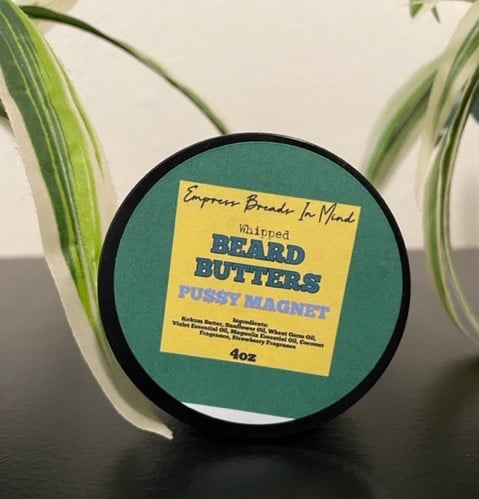 Empress Breads In Mind
Whipped
BEARD
BUTTERS
PU$$Y MAGNET
Ingredients:
Kokum Butter, Sunflower Oil, Wheat Germ Oil,
Violet Essential Oil, Magnolia Essential Oil, Coconut
Fragrance, Strawberry Fragrance
4oz